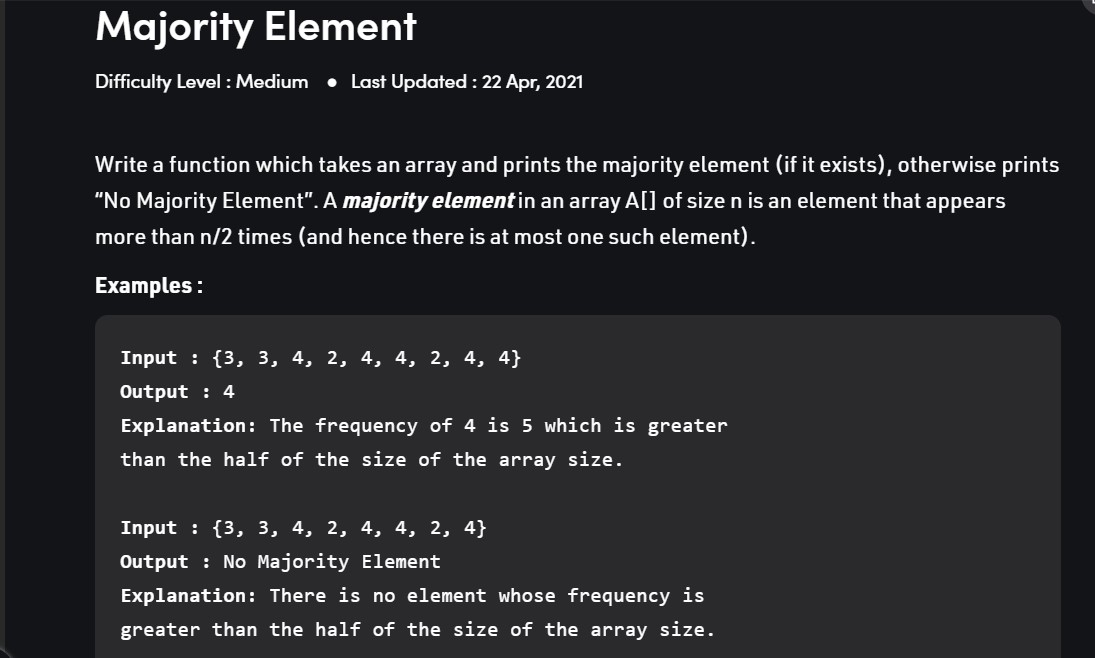 Majority Element
Difficulty Level : Medium ● Last Updated : 22 Apr, 2021
Write a function which takes an array and prints the majority element (if it exists), otherwise prints
“No Majority Element”. A majority element in an array A[] of size n is an element that appears
more than n/2 times (and hence there is at most one such element).
Examples :
Input : {3, 3, 4, 2, 4, 4, 2, 4, 4}
Output : 4
Explanation: The frequency of 4 is 5 which is greater
than the half of the size of the array size.
Input : {3, 3, 4, 2, 4, 4, 2, 4}
Output : No Majority Element
Explanation: There is no element whose frequency is
greater than the half of the size of the array size.